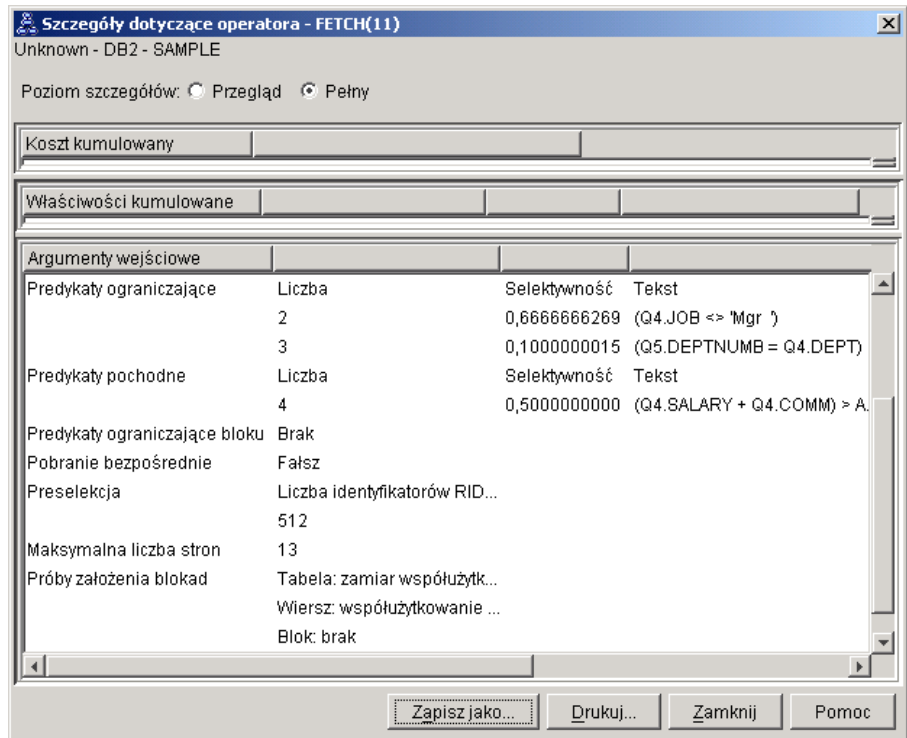 Szczegóły dotyczące operatora - FETCH(11)
Unknown - DB2 - SAMPLE
Poziom szczegółów: Przegląd Pełny
Koszt kumulowany
Właściwości kumulowane
Argumenty wejściowe
Predykaty ograniczające Liczba Selektywność Tekst
2 0,6666666269 (Q4.JOB <> 'Mgr ')
3 0,1000000015 (Q5.DEPTNUMB = Q4.DEPT)
Predykaty pochodne Liczba Selektywność Tekst
4 0,5000000000 (Q4.SALARY + Q4.COMM) > A.
Predykaty ograniczające bloku Brak
Pobranie bezpośrednie Fałsz
Preselekcja Liczba identyfikatorów RID...
512
Maksymalna liczba stron 13
Próby założenia blokad Tabela: zamiar współużytk...
Wiersz: współużytkowanie ...
Blok: brak
Zapisz jako... Drukuj... Zamknij Pomoc